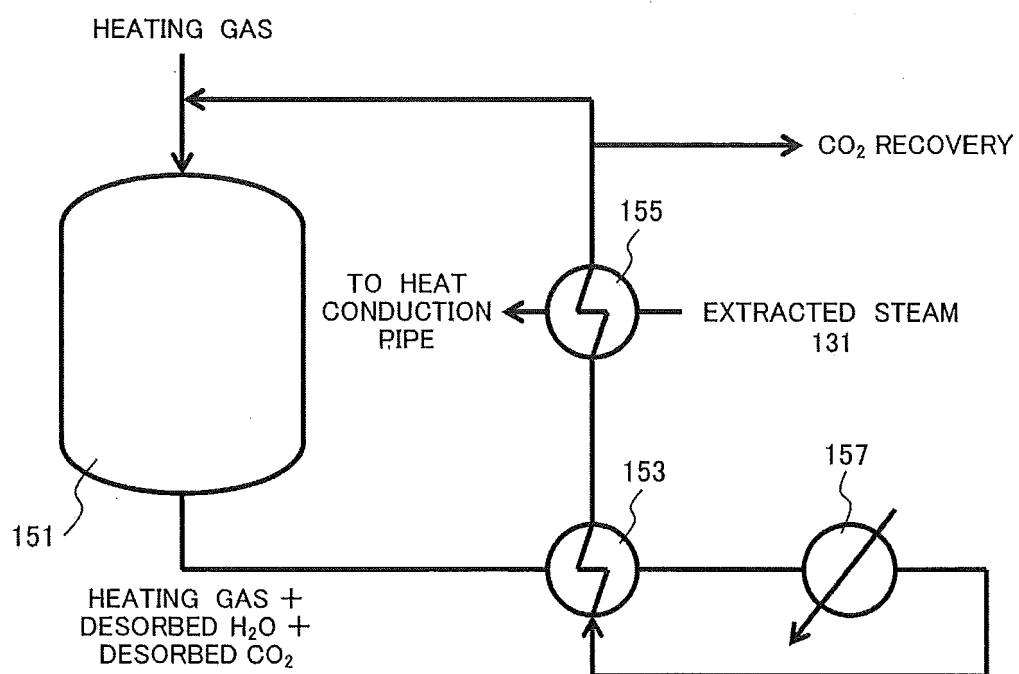 HEATING GAS
CO₂ RECOVERY
155
TO HEAT
CONDUCTION
PIPE
EXTRACTED STEAM
131
153
157
151
HEATING GAS +
DESORBED H₂O +
DESORBED CO₂